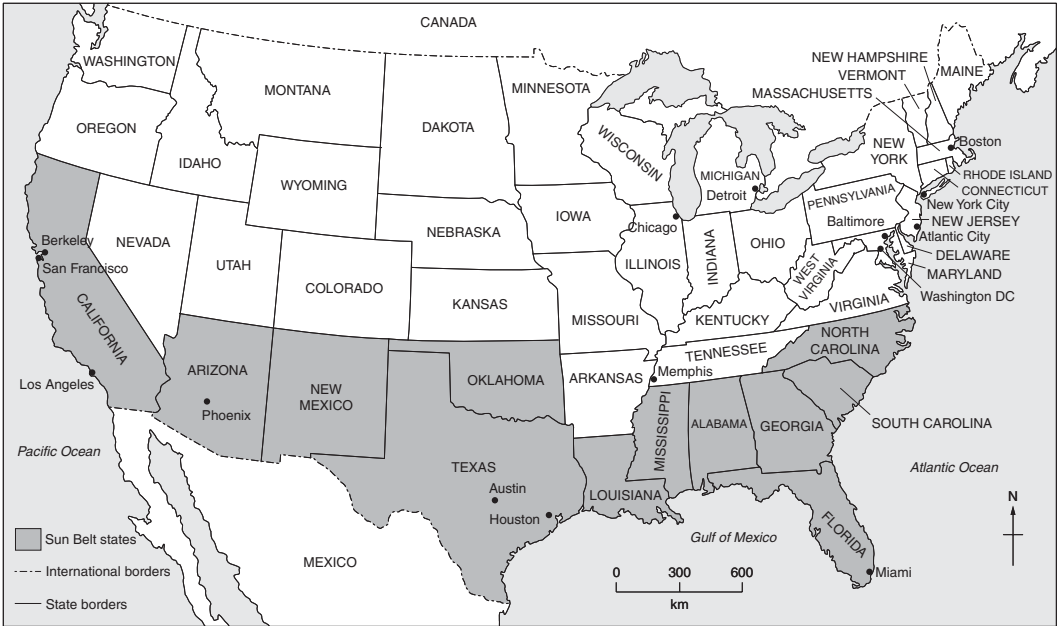 CANADA
WASHINGTON
MONTANA
DAKOTA
MINNESOTA
NEW HAMPSHIRE
VERMONT
MASSACHUSETTS
MAINE
OREGON
IDAHO
WYOMING
WISCONSIN
MICHIGAN
Detroit
NEW
YORK
Boston
RHODE ISLAND
CONNECTICUT
New York City
NEW JERSEY
Atlantic City
DELAWARE
MARYLAND
Washington DC
PENNSYLVANIA
Baltimore
NEBRASKA
IOWA
Chicago
ILLINOIS
INDIANA
OHIO
WEST
VIRGINIA
VIRGINIA
Berkeley
San Francisco
NEVADA
UTAH
COLORADO
KANSAS
MISSOURI
KENTUCKY
CALIFORNIA
Los Angeles
ARIZONA
Phoenix
NEW
MEXICO
OKLAHOMA
ARKANSAS
TENNESSEE
Memphis
NORTH
CAROLINA
SOUTH CAROLINA
MISSISSIPPI
ALABAMA
GEORGIA
Pacific Ocean
Atlantic Ocean
TEXAS
Austin
Houston
LOUISIANA
FLORIDA
Miami
Gulf of Mexico
MEXICO
N
Sun Belt states
International borders
State borders
0 300 600
km